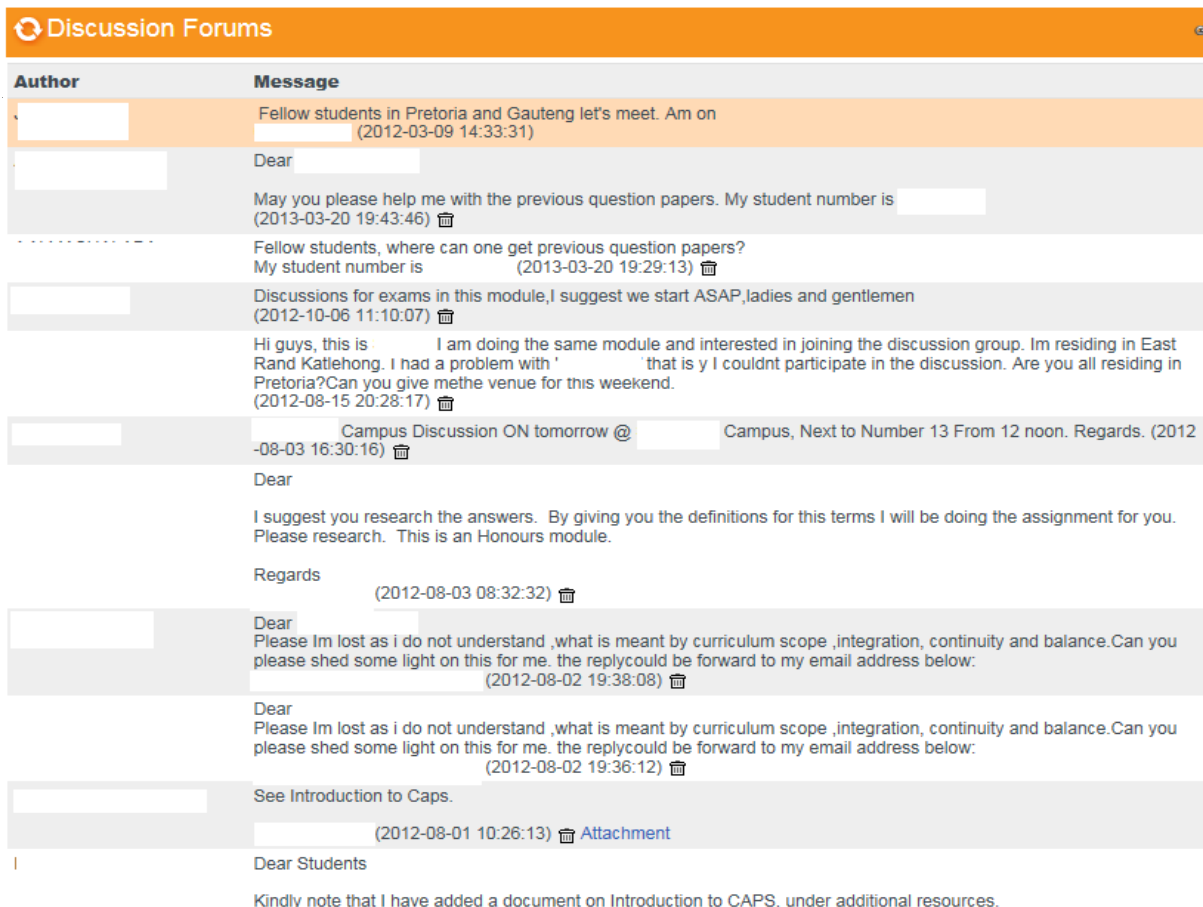 Discussion Forums
Author Message
Fellow students in Pretoria and Gauteng let's meet. Am on
(2012-03-09 14:33:31)
Dear
May you please help me with the previous question papers. My student number is
(2013-03-20 19:43:46)
Fellow students, where can one get previous question papers?
My student number is (2013-03-20 19:29:13)
Discussions for exams in this module,I suggest we start ASAP,ladies and gentlemen
(2012-10-06 11:10:07)
Hi guys, this is I am doing the same module and interested in joining the discussion group. Im residing in East
Rand Katlehong. I had a problem with ' that is y I couldnt participate in the discussion. Are you all residing in
Pretoria?Can you give methe venue for this weekend.
(2012-08-15 20:28:17)
Campus Discussion ON tomorrow @ Campus, Next to Number 13 From 12 noon. Regards. (2012
-08-03 16:30:16)
Dear
I suggest you research the answers. By giving you the definitions for this terms I will be doing the assignment for you.
Please research. This is an Honours module.
Regards
(2012-08-03 08:32:32)
Dear
Please Im lost as i do not understand ,what is meant by curriculum scope ,integration, continuity and balance.Can you
please shed some light on this for me. the replycould be forward to my email address below:
(2012-08-02 19:38:08)
Dear
Please Im lost as i do not understand ,what is meant by curriculum scope ,integration, continuity and balance.Can you
please shed some light on this for me. the replycould be forward to my email address below:
(2012-08-02 19:36:12)
See Introduction to Caps.
(2012-08-01 10:26:13) Attachment
Dear Students
Kindly note that I have added a document on Introduction to CAPS, under additional resources.